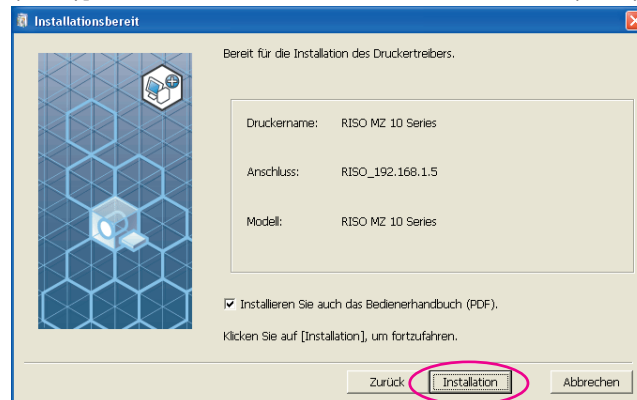 Installationsbereit
Bereit für die Installation des Druckertreibers.
Druckername: RISO MZ 10 Series
Anschluss: RISO_192.168.1.5
Modell: RISO MZ 10 Series
Installieren Sie auch das Bedienerhandbuch (PDF).
Klicken Sie auf [Installation], um fortzufahren.
Zurück Installation Abbrechen